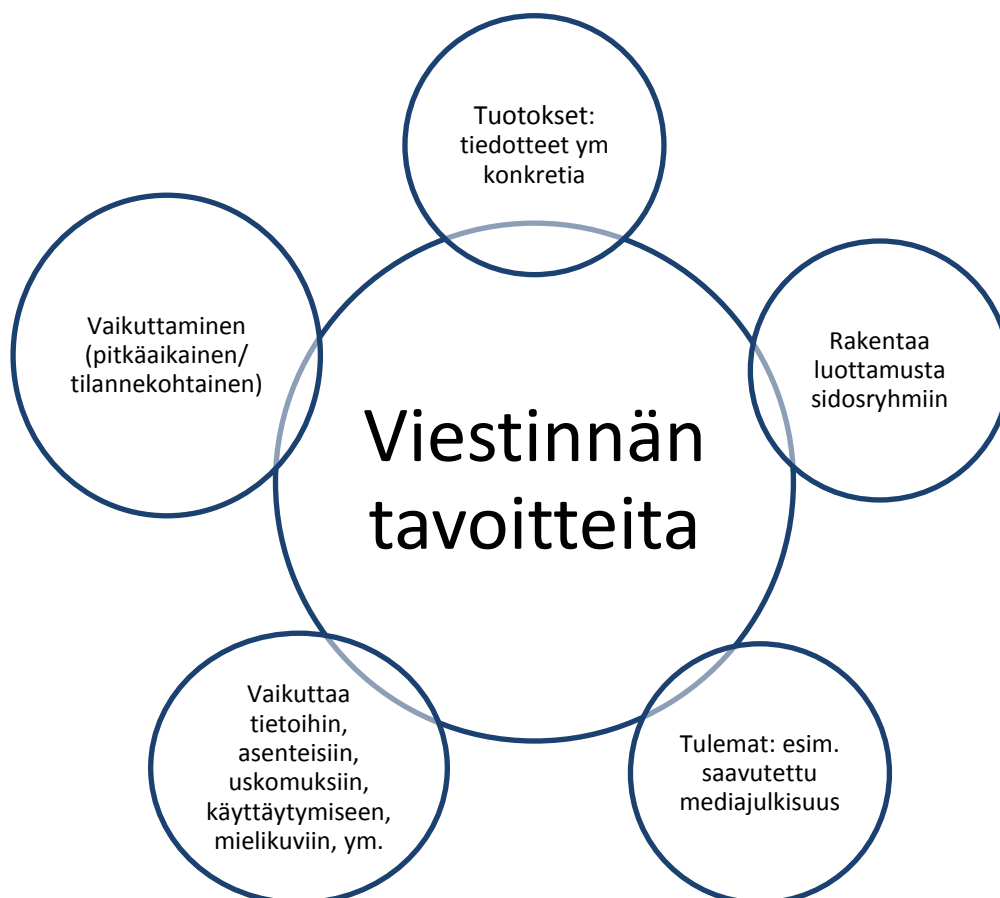 Tuotokset:
tiedotteet ym
konkretia
Vaikuttaminen
(pitkäaikainen/
tilannekohtainen)
Rakentaa
luottamusta
sidosryhmiin
Viestinnän
tavoitteita
Vaikuttaa
tietoihin,
asenteisiin,
uskomuksiin,
käyttäytymiseen,
mielikuviin, ym.
Tulemat: esim.
saavutettu
mediajulkisuus